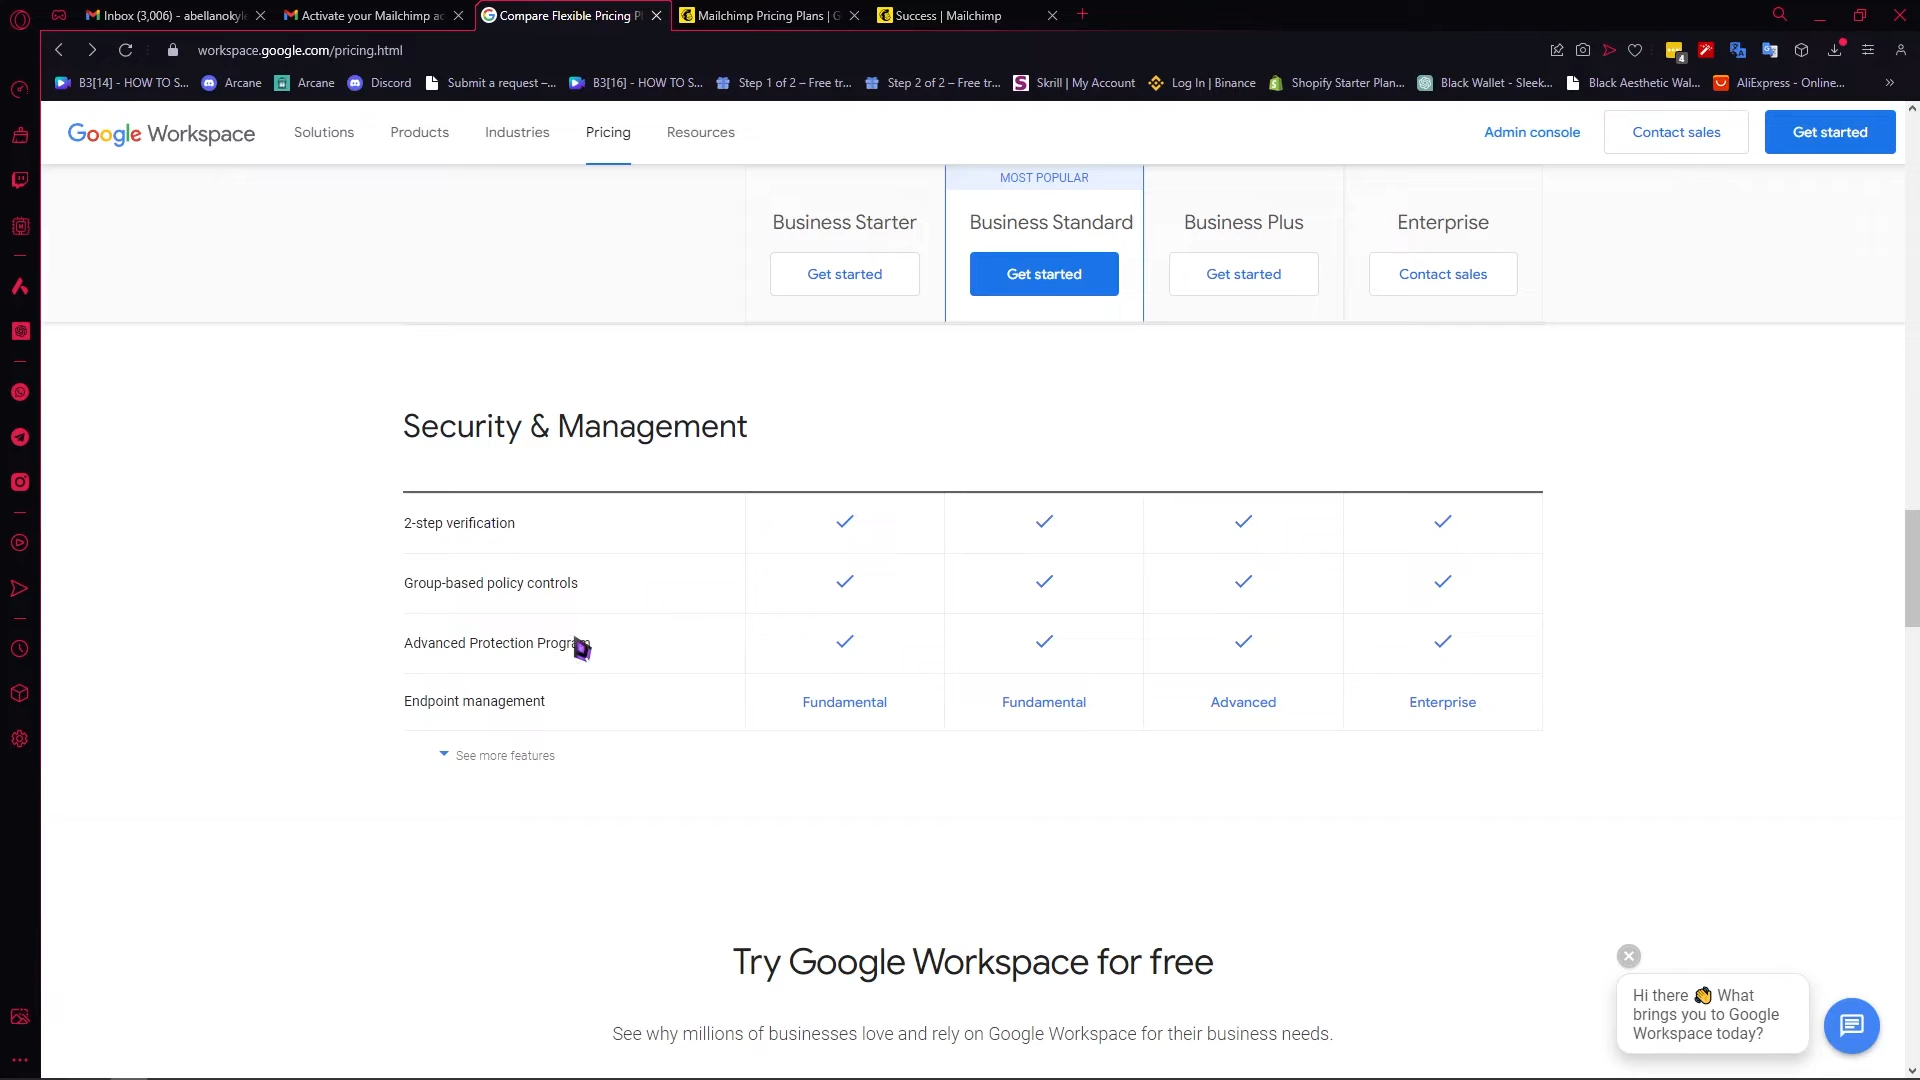 Inbox (3,006) - abellanokyl
Activate your Mailchimp ac
Compare Flexible Pricing Pl
Mailchimp Pricing Plans | G
Success | Mailchimp
workspace.google.com/pricing.html
4
B3[14] - HOW TO S...
Arcane
Arcane
Discord
Submit a request –...
B3[16] - HOW TO S...
Step 1 of 2 – Free tr...
Step 2 of 2 – Free tr...
Skrill | My Account
Log In | Binance
Shopify Starter Plan...
Black Wallet - Sleek...
Black Aesthetic Wal...
AliExpress - Online...
Google Workspace
Solutions
Products
Industries
Pricing
Resources
Admin console
Contact sales
Get started
MOST POPULAR
Business Starter
Business Standard
Business Plus
Enterprise
Get started
Get started
Get started
Contact sales
Security & Management
2-step verification
Group-based policy controls
Advanced Protection Program
Endpoint management
Fundamental
Fundamental
Advanced
Enterprise
See more features
Try Google Workspace for free
See why millions of businesses love and rely on Google Workspace for their business needs.
Hi there 👋 What
brings you to Google
Workspace today?